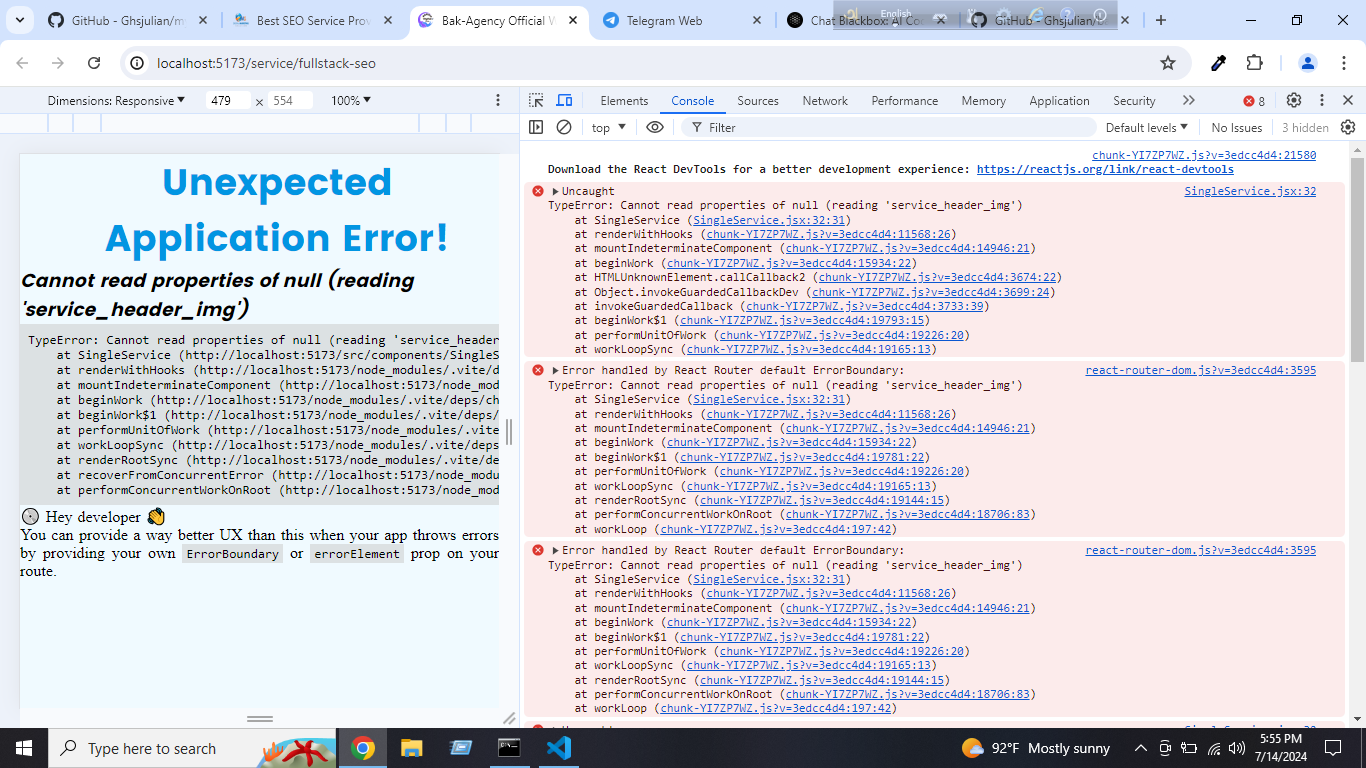 GitHub - Ghsjulian/m
Best SEO Service Prov
Bak-Agency Official W
Telegram Web
Chat Blackbox: AI Co
English
GitHub - Ghsjulian/
localhost:5173/service/fullstack-seo
Dimensions: Responsive
479 × 554
100%
Elements
Console
Sources
Network
Performance
Memory
Application
Security
8
top
Filter
Default levels
No Issues
3 hidden
Unexpected
Application Error!
Cannot read properties of null (reading
'service_header_img')
TypeError: Cannot read properties of null (reading 'service_header
at SingleService (http://localhost:5173/src/components/SingleS
at renderWithHooks (http://localhost:5173/node_modules/.vite/d
at mountIndeterminateComponent (http://localhost:5173/node_mod
at beginWork (http://localhost:5173/node_modules/.vite/deps/ch
at beginWork$1 (http://localhost:5173/node_modules/.vite/deps/
at performUnitOfWork (http://localhost:5173/node_modules/.vite
at workLoopSync (http://localhost:5173/node_modules/.vite/deps
at renderRootSync (http://localhost:5173/node_modules/.vite/de
at recoverFromConcurrentError (http://localhost:5173/node_modu
at performConcurrentWorkOnRoot (http://localhost:5173/node_mod
💿 Hey developer 👋
You can provide a way better UX than this when your app throws errors
by providing your own ErrorBoundary or errorElement prop on your
route.
chunk-YI7ZP7WZ.js?v=3edcc4d4:21580
Download the React DevTools for a better development experience: https://reactjs.org/link/react-devtools
Uncaught SingleService.jsx:32
TypeError: Cannot read properties of null (reading 'service_header_img')
at SingleService (SingleService.jsx:32:31)
at renderWithHooks (chunk-YI7ZP7WZ.js?v=3edcc4d4:11568:26)
at mountIndeterminateComponent (chunk-YI7ZP7WZ.js?v=3edcc4d4:14946:21)
at beginWork (chunk-YI7ZP7WZ.js?v=3edcc4d4:15934:22)
at HTMLUnknownElement.callCallback2 (chunk-YI7ZP7WZ.js?v=3edcc4d4:3674:22)
at Object.invokeGuardedCallbackDev (chunk-YI7ZP7WZ.js?v=3edcc4d4:3699:24)
at invokeGuardedCallback (chunk-YI7ZP7WZ.js?v=3edcc4d4:3733:39)
at beginWork$1 (chunk-YI7ZP7WZ.js?v=3edcc4d4:19793:15)
at performUnitOfWork (chunk-YI7ZP7WZ.js?v=3edcc4d4:19226:20)
at workLoopSync (chunk-YI7ZP7WZ.js?v=3edcc4d4:19165:13)
Error handled by React Router default ErrorBoundary: react-router-dom.js?v=3edcc4d4:3595
TypeError: Cannot read properties of null (reading 'service_header_img')
at SingleService (SingleService.jsx:32:31)
at renderWithHooks (chunk-YI7ZP7WZ.js?v=3edcc4d4:11568:26)
at mountIndeterminateComponent (chunk-YI7ZP7WZ.js?v=3edcc4d4:14946:21)
at beginWork (chunk-YI7ZP7WZ.js?v=3edcc4d4:15934:22)
at beginWork$1 (chunk-YI7ZP7WZ.js?v=3edcc4d4:19781:22)
at performUnitOfWork (chunk-YI7ZP7WZ.js?v=3edcc4d4:19226:20)
at workLoopSync (chunk-YI7ZP7WZ.js?v=3edcc4d4:19165:13)
at renderRootSync (chunk-YI7ZP7WZ.js?v=3edcc4d4:19144:15)
at performConcurrentWorkOnRoot (chunk-YI7ZP7WZ.js?v=3edcc4d4:18706:83)
at workLoop (chunk-YI7ZP7WZ.js?v=3edcc4d4:197:42)
Error handled by React Router default ErrorBoundary: react-router-dom.js?v=3edcc4d4:3595
TypeError: Cannot read properties of null (reading 'service_header_img')
at SingleService (SingleService.jsx:32:31)
at renderWithHooks (chunk-YI7ZP7WZ.js?v=3edcc4d4:11568:26)
at mountIndeterminateComponent (chunk-YI7ZP7WZ.js?v=3edcc4d4:14946:21)
at beginWork (chunk-YI7ZP7WZ.js?v=3edcc4d4:15934:22)
at beginWork$1 (chunk-YI7ZP7WZ.js?v=3edcc4d4:19781:22)
at performUnitOfWork (chunk-YI7ZP7WZ.js?v=3edcc4d4:19226:20)
at workLoopSync (chunk-YI7ZP7WZ.js?v=3edcc4d4:19165:13)
at renderRootSync (chunk-YI7ZP7WZ.js?v=3edcc4d4:19144:15)
at performConcurrentWorkOnRoot (chunk-YI7ZP7WZ.js?v=3edcc4d4:18706:83)
at workLoop (chunk-YI7ZP7WZ.js?v=3edcc4d4:197:42)
Type here to search
92°F Mostly sunny
5:55 PM
7/14/2024